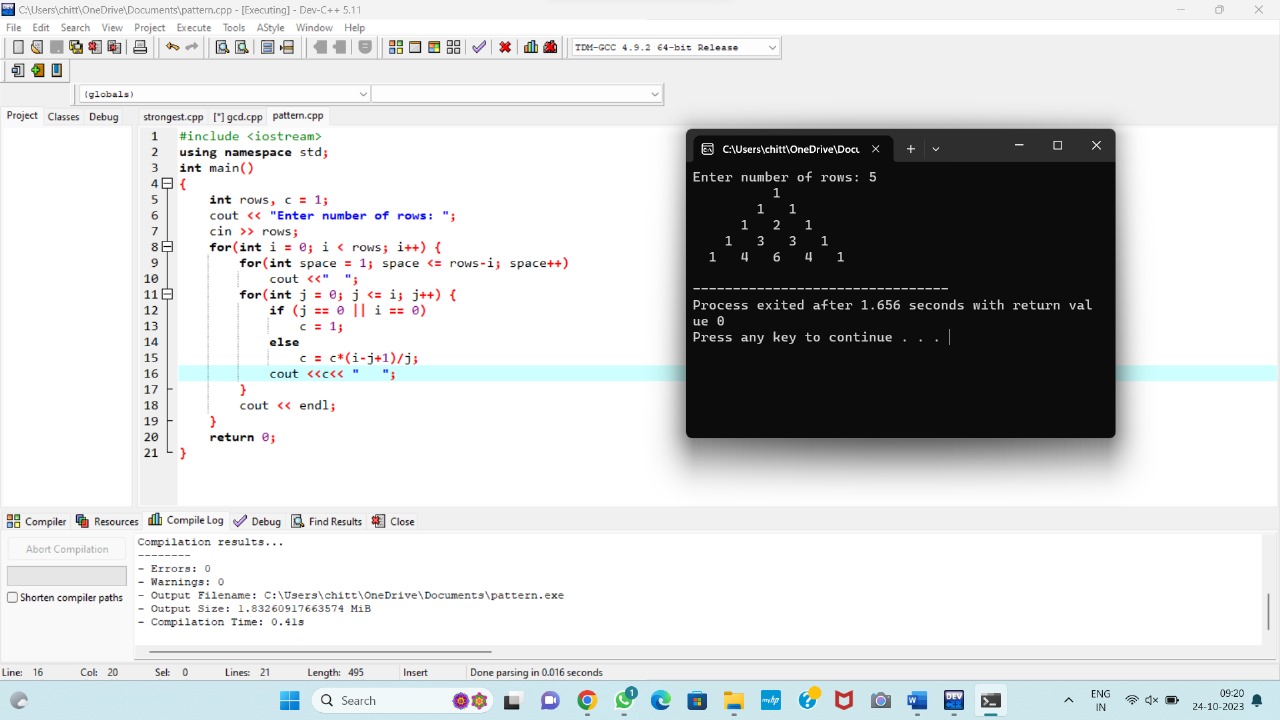 C:\Users\chitt\OneDrive\Documents\pattern.cpp - [Executing] - Dev-C++ 5.11
File Edit Search View Project Execute Tools AStyle Window Help
TDM-GCC 4.9.2 64-bit Release
(globals)
Project Classes Debug
strongest.cpp [*] gcd.cpp pattern.cpp
1 #include <iostream>
2 using namespace std;
3 int main()
4 {
5     int rows, c = 1;
6     cout << "Enter number of rows: ";
7     cin >> rows;
8     for(int i = 0; i < rows; i++) {
9         for(int space = 1; space <= rows-i; space++)
10             cout <<"  ";
11         for(int j = 0; j <= i; j++) {
12             if (j == 0 || i == 0)
13                 c = 1;
14             else
15                 c = c*(i-j+1)/j;
16             cout <<c<< "   ";
17         }
18         cout << endl;
19     }
20     return 0;
21 }
C:\Users\chitt\OneDrive\Docu
Enter number of rows: 5
          1
        1   1
      1   2   1
    1   3   3   1
  1   4   6   4   1
--------------------------------
Process exited after 1.656 seconds with return val
ue 0
Press any key to continue . . .
Compiler Resources Compile Log Debug Find Results Close
Abort Compilation
Shorten compiler paths
Compilation results...
--------
- Errors: 0
- Warnings: 0
- Output Filename: C:\Users\chitt\OneDrive\Documents\pattern.exe
- Output Size: 1.83260917663574 MiB
- Compilation Time: 0.41s
Line: 16 Col: 20 Sel: 0 Lines: 21 Length: 495 Insert Done parsing in 0.016 seconds
Search
1
myhp
DEV
ENG
IN
09:20
24-10-2023